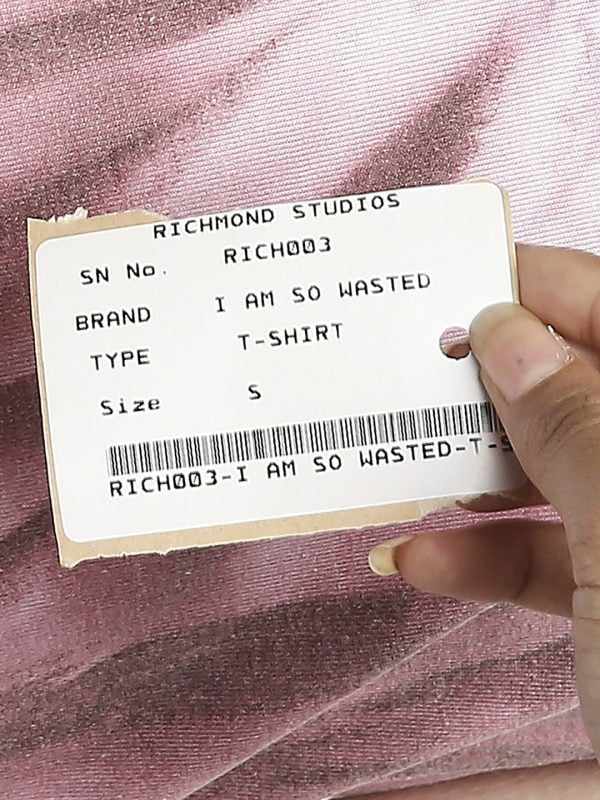 RICHMOND STUDIOS
SN No. RICH003
BRAND I AM SO WASTED
TYPE T-SHIRT
Size S
RICH003-I AM SO WASTED-T-S